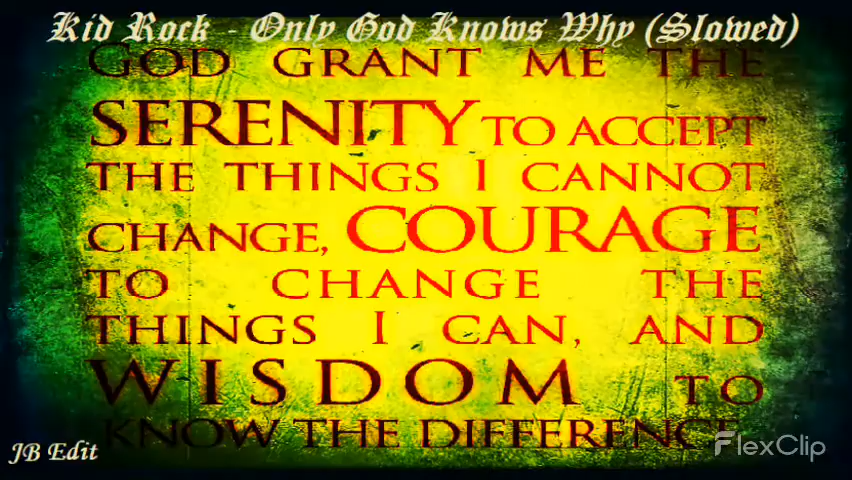 Kid Rock - Only God Knows Why (Slowed)
GOD GRANT ME THE
SERENITY TO ACCEPT
THE THINGS I CANNOT
CHANGE, COURAGE
TO CHANGE THE
THINGS I CAN, AND
WISDOM TO
KNOW THE DIFFERENCE
JB Edit
FlexClip